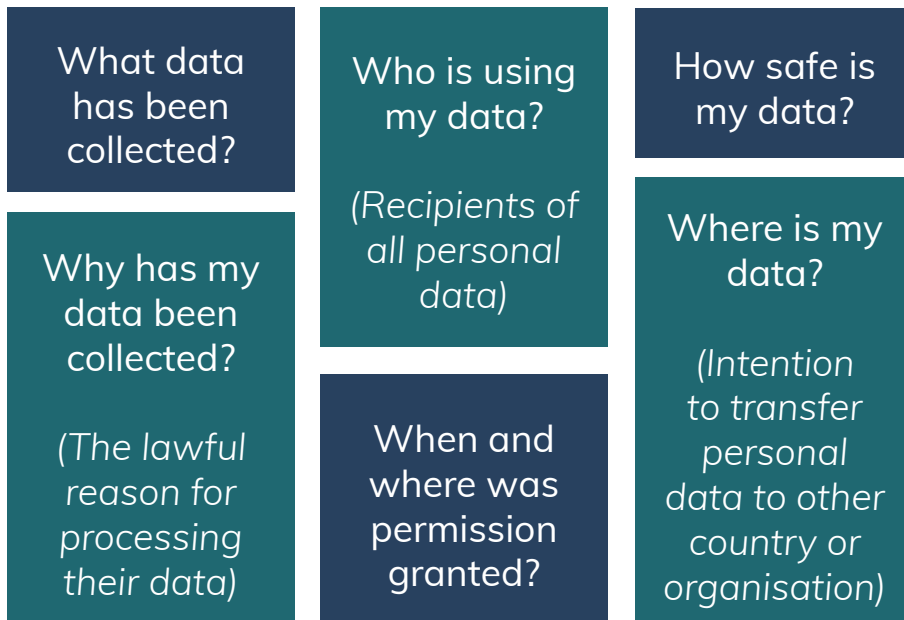 What data
has been
collected?
Why has my
data been
collected?
(The lawful
reason for
processing
their data)
Who is using
my data?
(Recipients of
all personal
data)
When and
where was
permission
granted?
How safe is
my data?
Where is my
data?
(Intention
to transfer
personal
data to other
country or
organisation)